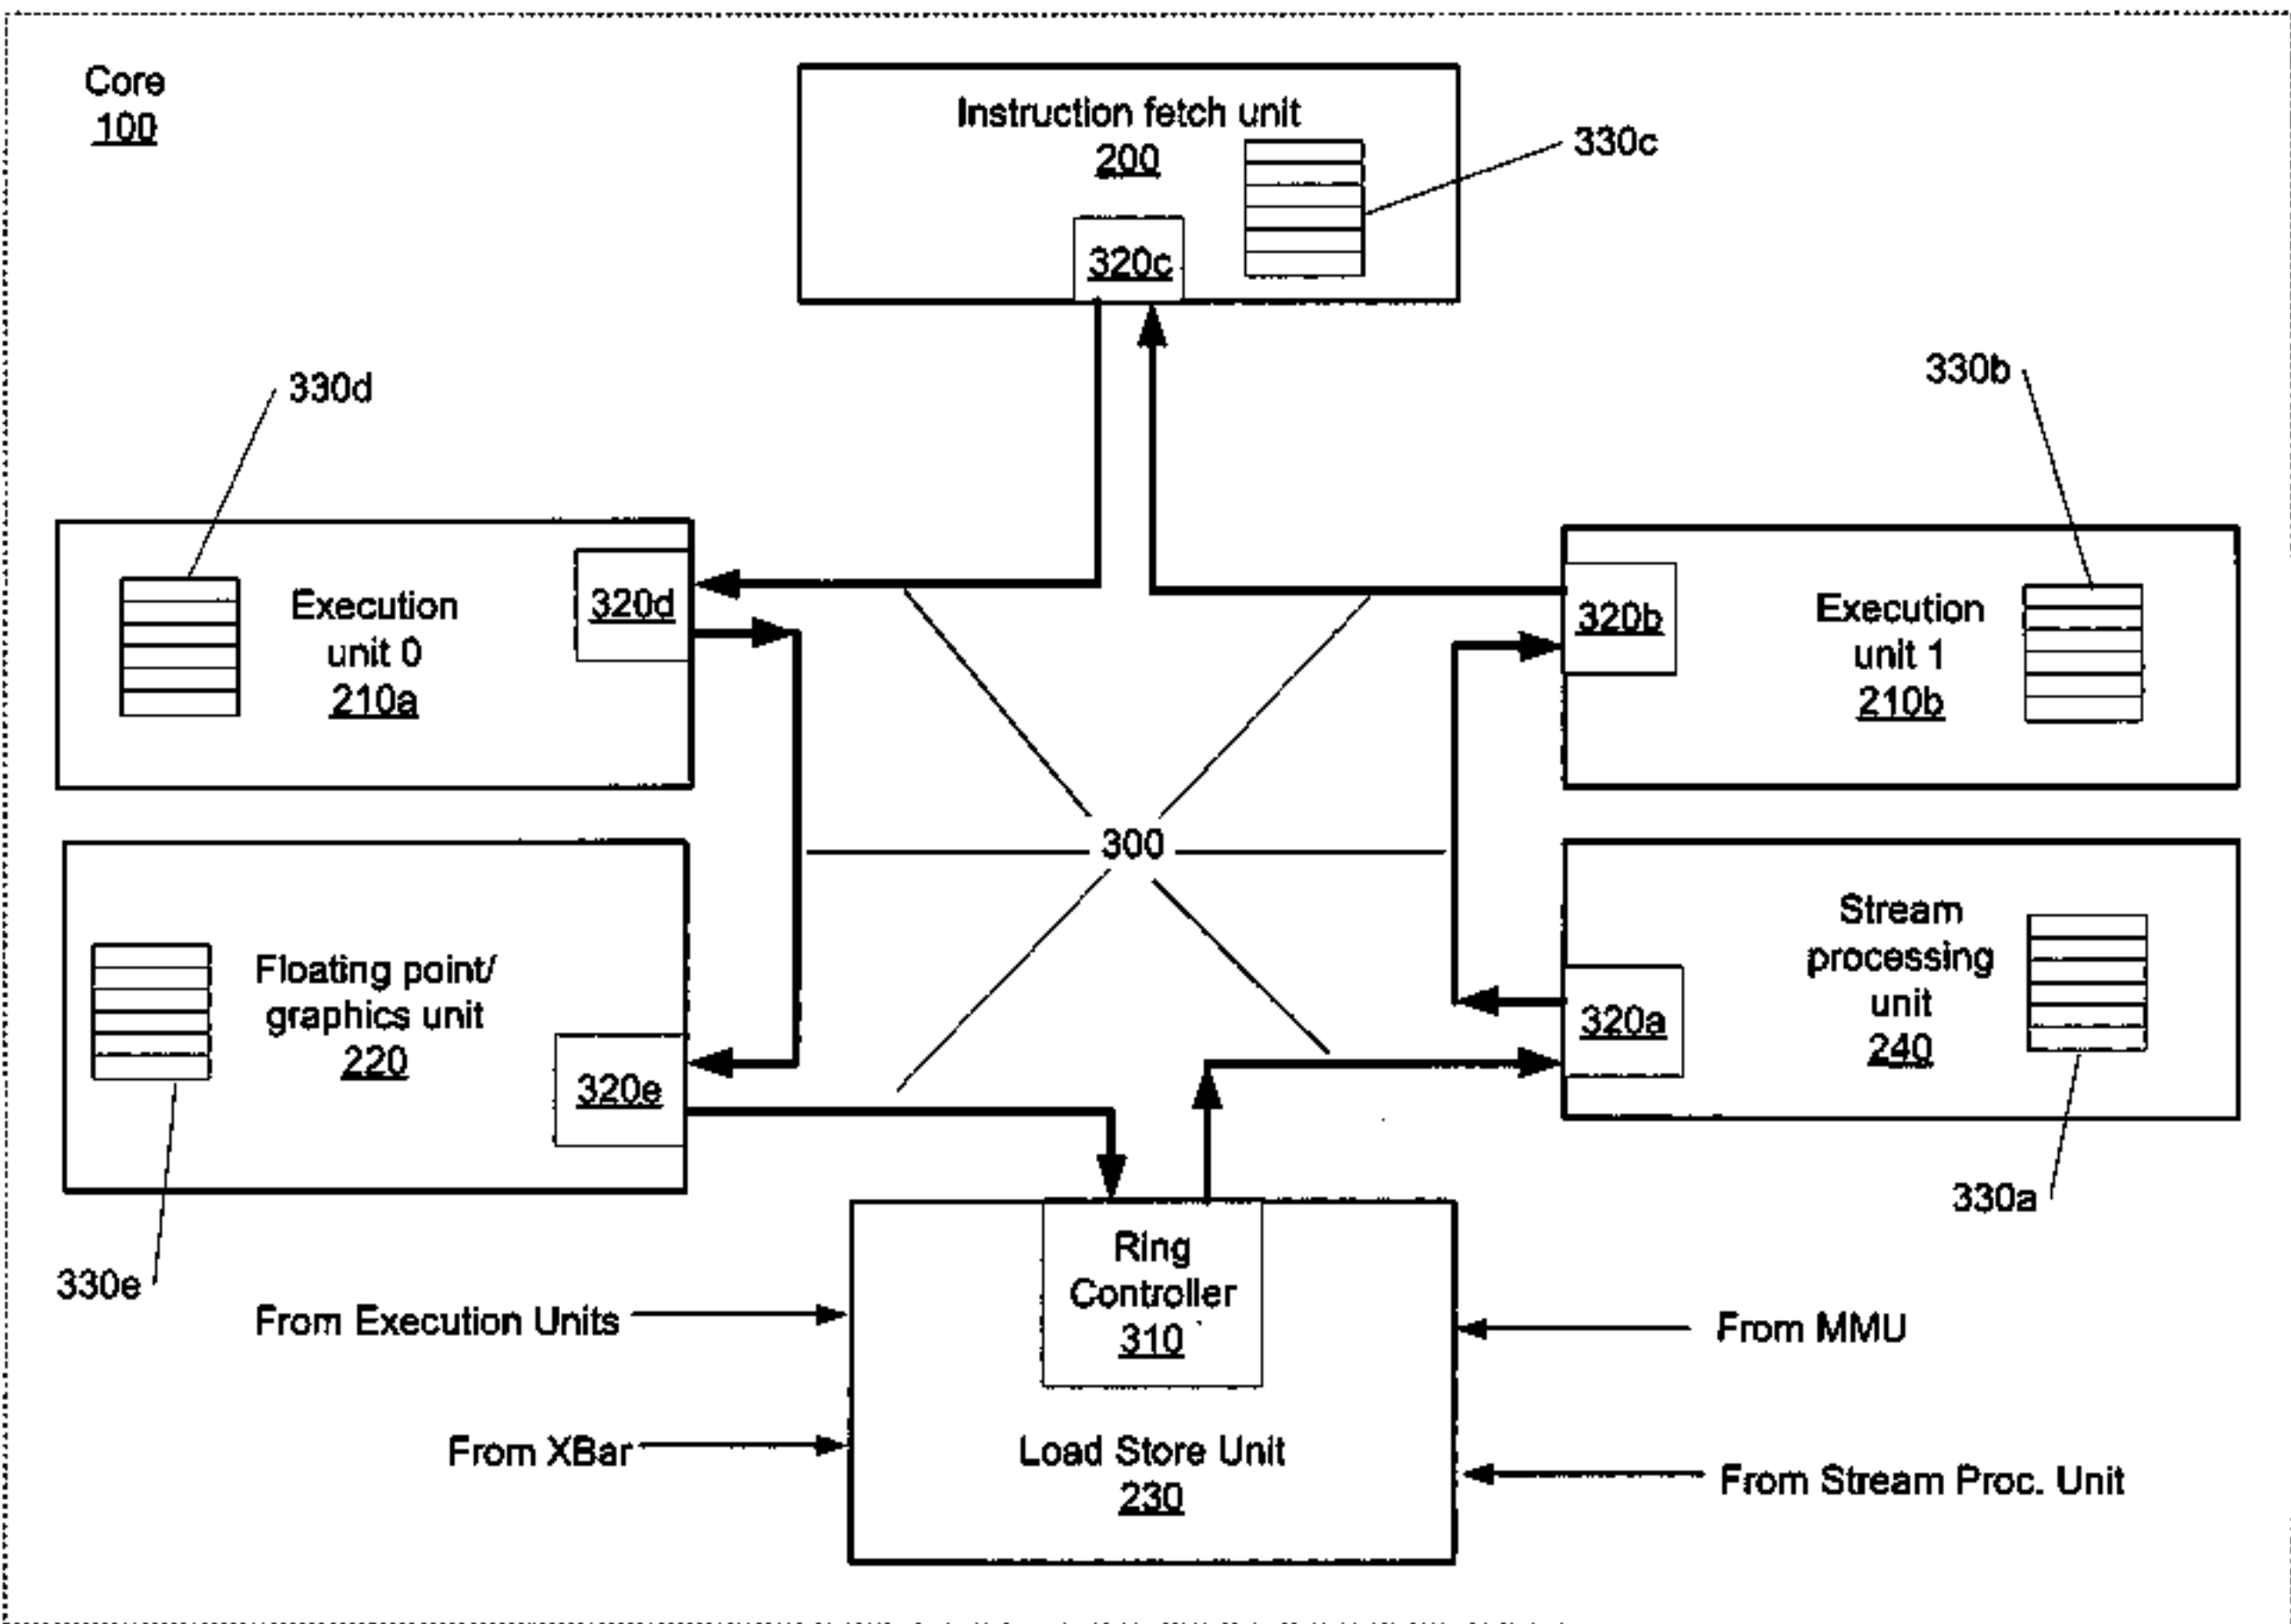 Core
100
Instruction fetch unit
200
330c
320c
330d
330b
Execution
unit 0
210a
320d
320b
Execution
unit 1
210b
300
Floating point/
graphics unit
220
320e
320a
Stream
processing
unit
240
330e
330a
Ring
Controller
310
From Execution Units
From MMU
From XBar
Load Store Unit
230
From Stream Proc. Unit